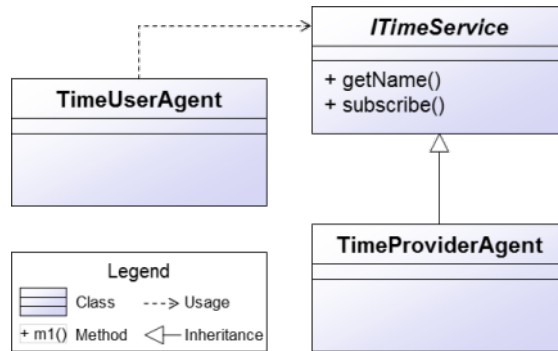 ITimeService
+ getName()
+ subscribe()
TimeUserAgent
TimeProviderAgent
Legend
Class
Usage
+ m1() Method
Inheritance